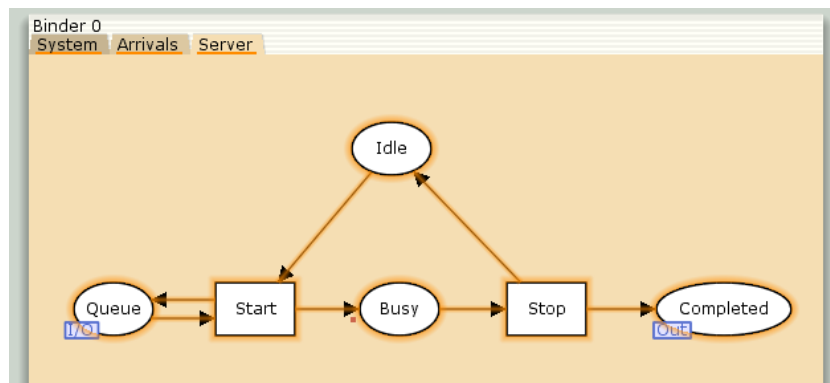 Binder 0
System Arrivals Server
Idle
Queue Start Busy Stop Completed
I/O Out